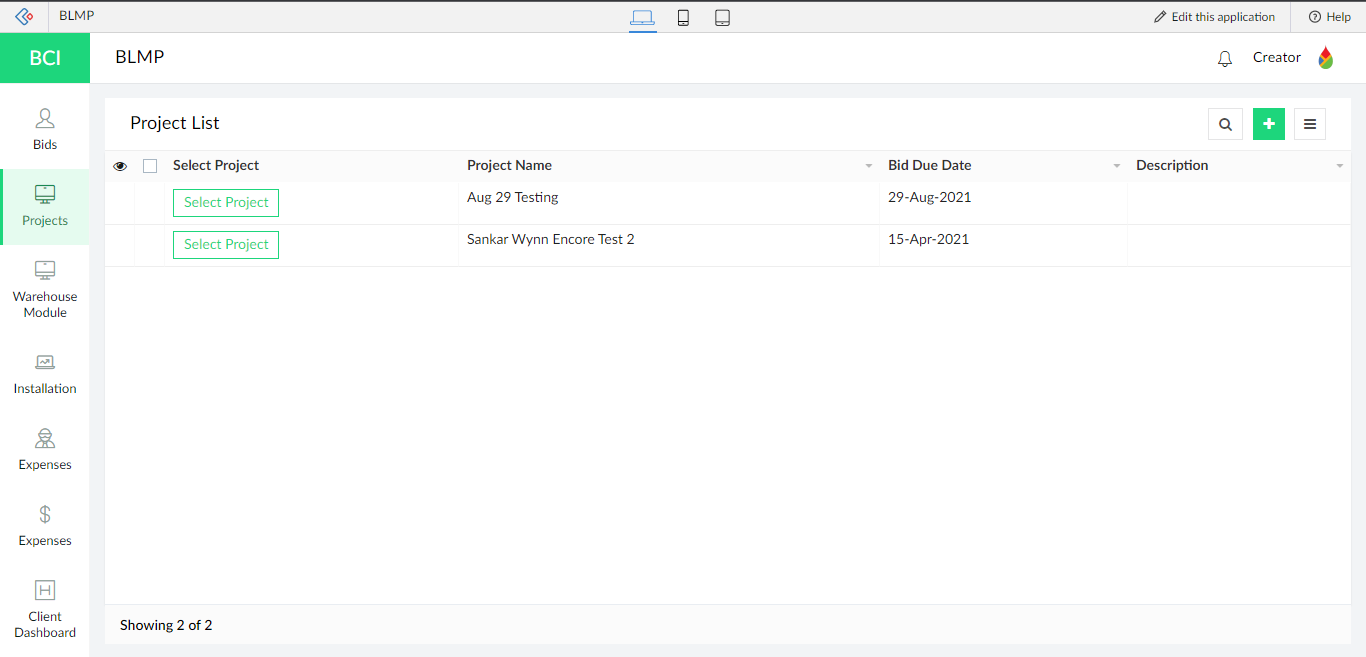 BLMP
Edit this application
Help
BCI
BLMP
Creator
Bids
Projects
Warehouse
Module
Installation
Expenses
Expenses
Client
Dashboard
Project List
Select Project Project Name Bid Due Date Description
Select Project Aug 29 Testing 29-Aug-2021
Select Project Sankar Wynn Encore Test 2 15-Apr-2021
Showing 2 of 2